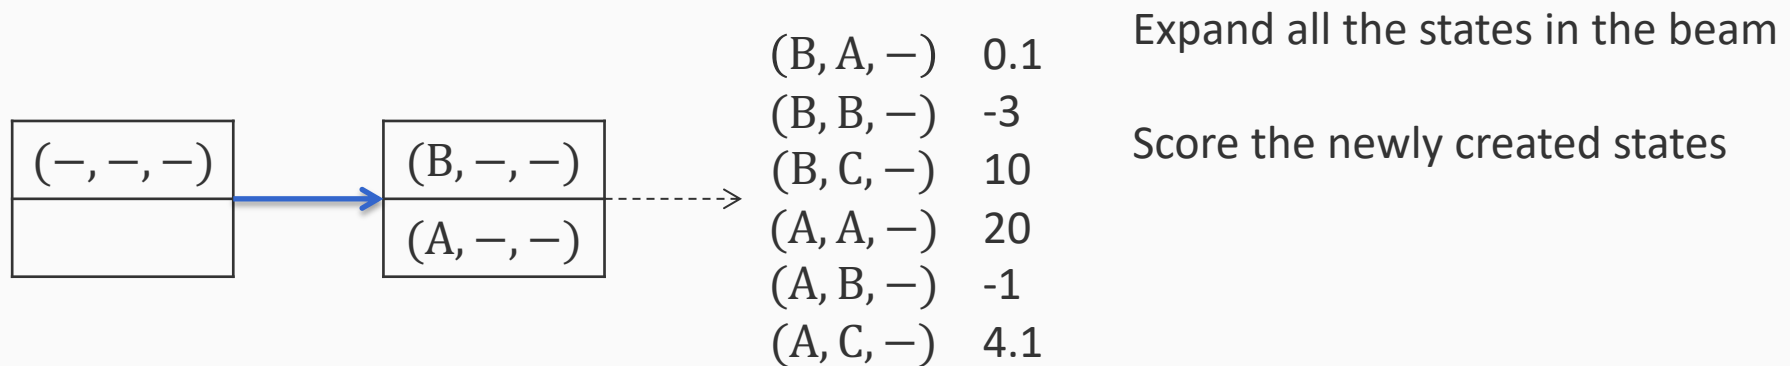 (−, −, −)
(B, −, −)
(A, −, −)
(B, A, −) 0.1
(B, B, −) -3
(B, C, −) 10
(A, A, −) 20
(A, B, −) -1
(A, C, −) 4.1
Expand all the states in the beam
Score the newly created states